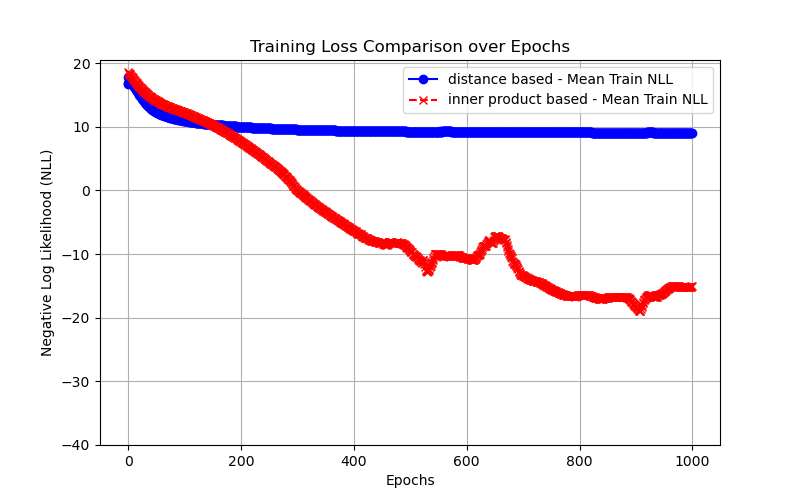 Training Loss Comparison over Epochs
distance based - Mean Train NLL
inner product based - Mean Train NLL
Negative Log Likelihood (NLL)
20
10
0
−10
−20
−30
−40
0 200 400 600 800 1000
Epochs